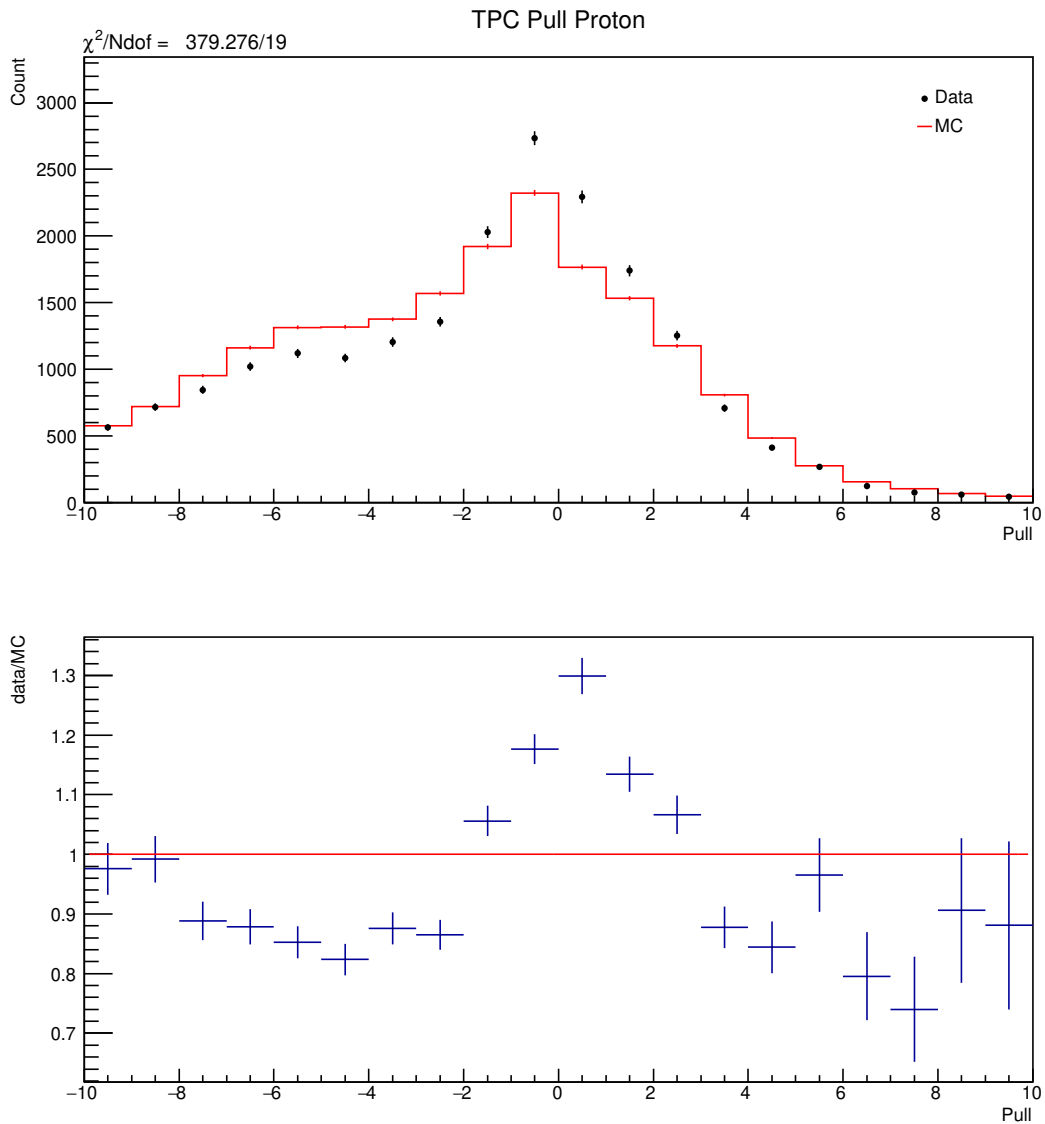 TPC Pull Proton
χ²/Ndof = 379.276/19
Count
3000
2500
2000
1500
1000
500
0
Data
MC
−10 −8 −6 −4 −2 0 2 4 6 8 10
Pull
data/MC
1.3
1.2
1.1
1
0.9
0.8
0.7
−10 −8 −6 −4 −2 0 2 4 6 8 10
Pull